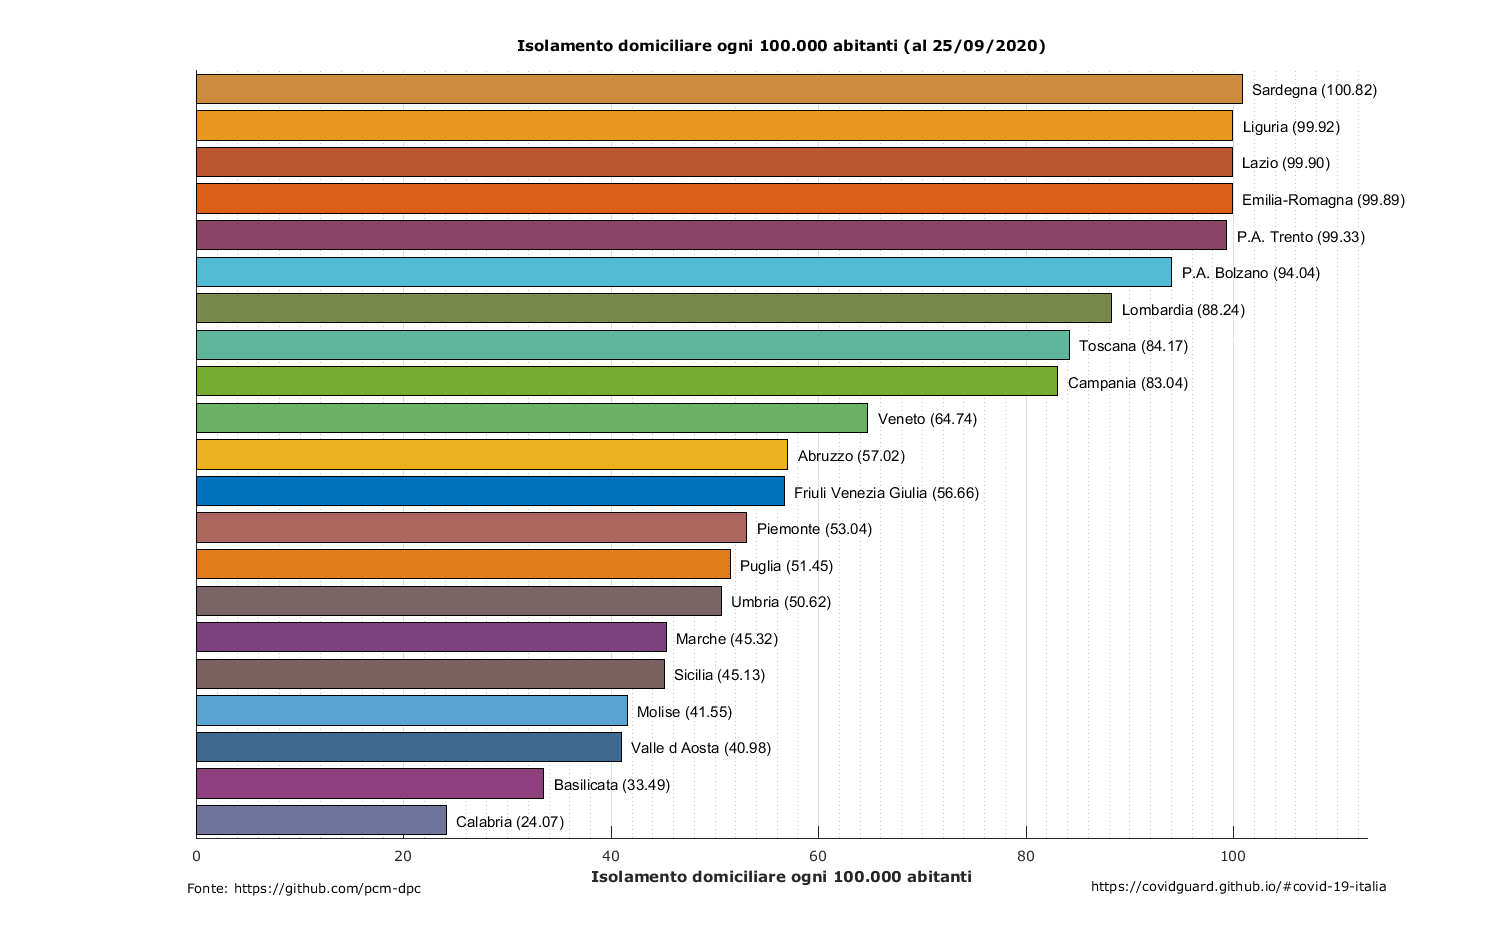 Isolamento domiciliare ogni 100.000 abitanti (al 25/09/2020)
Sardegna (100.82)
Liguria (99.92)
Lazio (99.90)
Emilia-Romagna (99.89)
P.A. Trento (99.33)
P.A. Bolzano (94.04)
Lombardia (88.24)
Toscana (84.17)
Campania (83.04)
Veneto (64.74)
Abruzzo (57.02)
Friuli Venezia Giulia (56.66)
Piemonte (53.04)
Puglia (51.45)
Umbria (50.62)
Marche (45.32)
Sicilia (45.13)
Molise (41.55)
Valle d Aosta (40.98)
Basilicata (33.49)
Calabria (24.07)
0 20 40 60 80 100
Isolamento domiciliare ogni 100.000 abitanti
Fonte: https://github.com/pcm-dpc
https://covidguard.github.io/#covid-19-italia